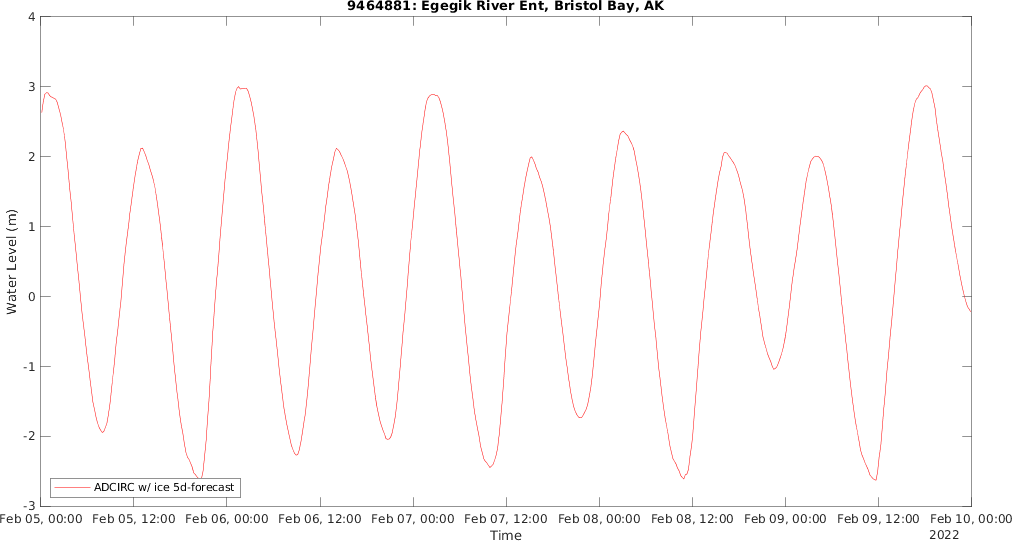 9464881: Egegik River Ent, Bristol Bay, AK
4
3
2
1
0
-1
-2
-3
Water Level (m)
ADCIRC w/ ice 5d-forecast
Feb 05, 00:00 Feb 05, 12:00 Feb 06, 00:00 Feb 06, 12:00 Feb 07, 00:00 Feb 07, 12:00 Feb 08, 00:00 Feb 08, 12:00 Feb 09, 00:00 Feb 09, 12:00 Feb 10, 00:00
Time
2022